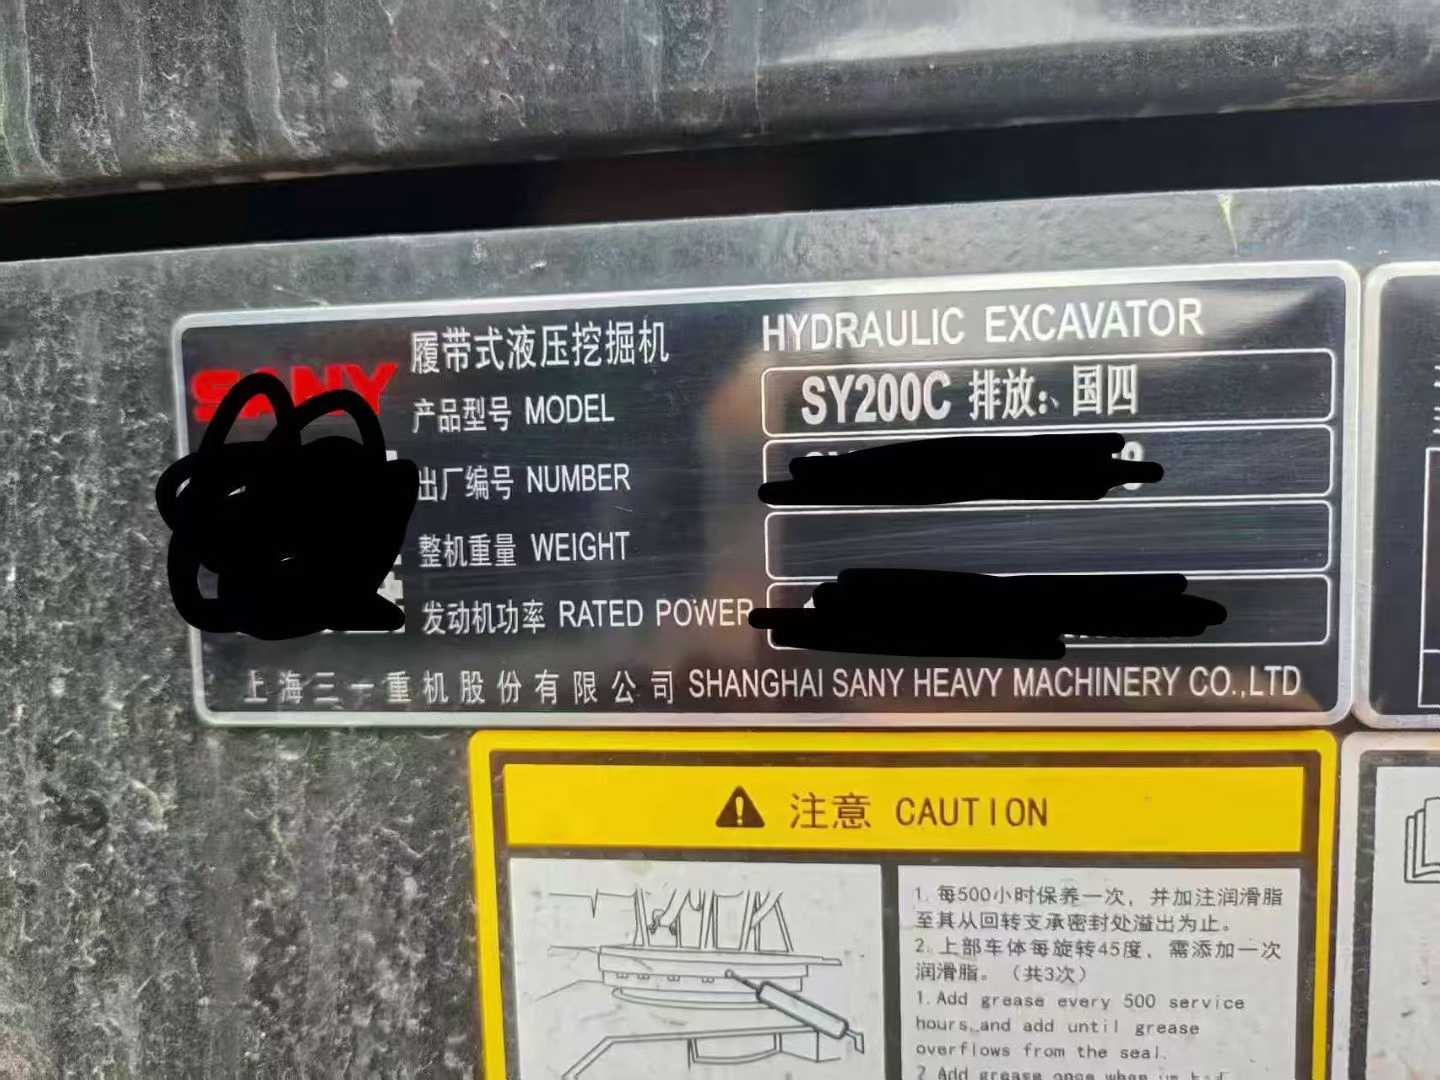 SANY 履带式液压挖掘机 HYDRAULIC EXCAVATOR
产品型号 MODEL SY200C 排放:、国四
出厂编号 NUMBER
整机重量 WEIGHT
发动机功率 RATED POWER
上海三一重机股份有限公司 SHANGHAI SANY HEAVY MACHINERY CO.,LTD
注意 CAUTION
1. 每500小时保养一次，并加注润滑脂
至其从回转支承密封处溢出为止。
2. 上部车体每旋转45度，需添加一次
润滑脂。（共3次）
1. Add grease every 500 service
hours,and add until grease
overflows from the seal.
2 Add grease once when